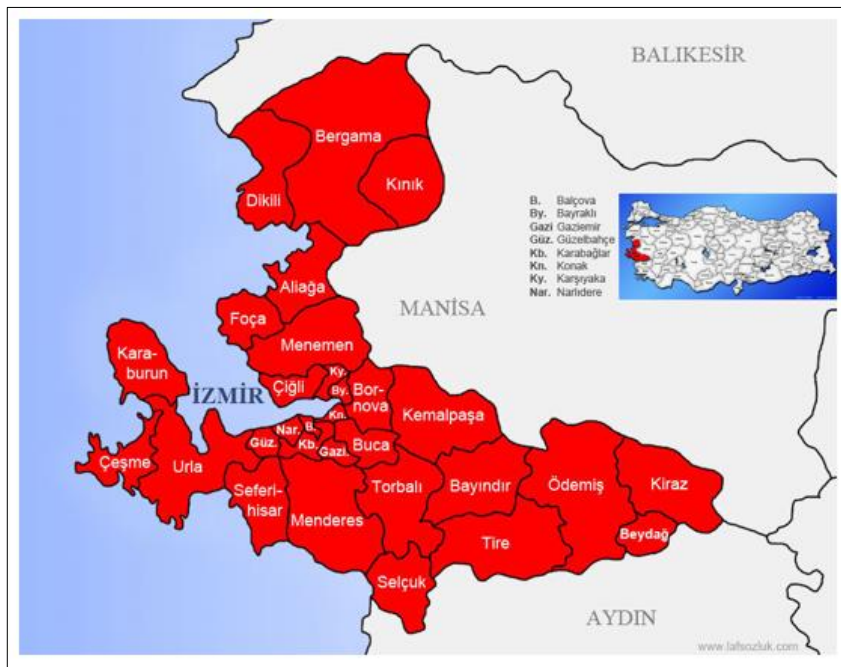 BALIKESİR
Bergama
Kınık
Dikili
B. Balçova
By. Bayraklı
Gazi Gaziemir
Güz. Güzelbahçe
Kb. Karabağlar
Kn. Konak
Ky. Karşıyaka
Nar. Narlıdere
Aliağa
Foça
MANİSA
Menemen
Kara-
burun
İZMİR
Çiğli
Ky.
By.
Bor-
nova
Kemalpaşa
Kn.
Nar.
B.
Güz.
Kb.
Gazi.
Buca
Çeşme
Urla
Seferi-
hisar
Menderes
Torbalı
Bayındır
Ödemiş
Kiraz
Beydağ
Tire
Selçuk
AYDIN
www.lafsozluk.com